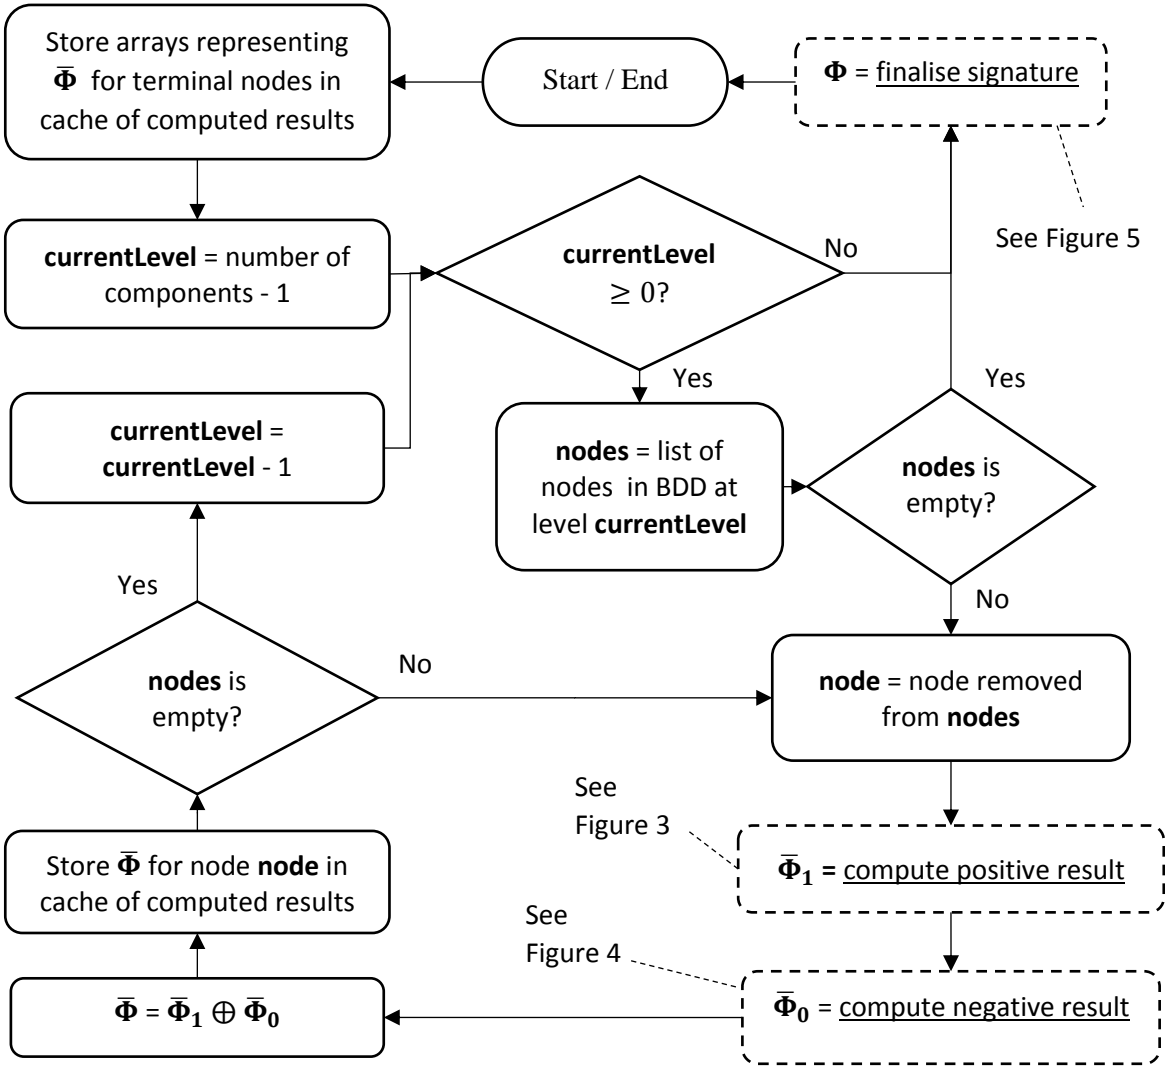 Store arrays representing
Φ̅ for terminal nodes in
cache of computed results
Start / End
Φ = finalise signature
See Figure 5
currentLevel = number of
components - 1
currentLevel
≥ 0?
No
Yes
currentLevel =
currentLevel - 1
nodes = list of
nodes in BDD at
level currentLevel
Yes
nodes is
empty?
No
Yes
nodes is
empty?
No
node = node removed
from nodes
See
Figure 3
Φ̅₁ = compute positive result
Store Φ̅ for node node in
cache of computed results
See
Figure 4
Φ̅₀ = compute negative result
Φ̅ = Φ̅₁ ⊕ Φ̅₀